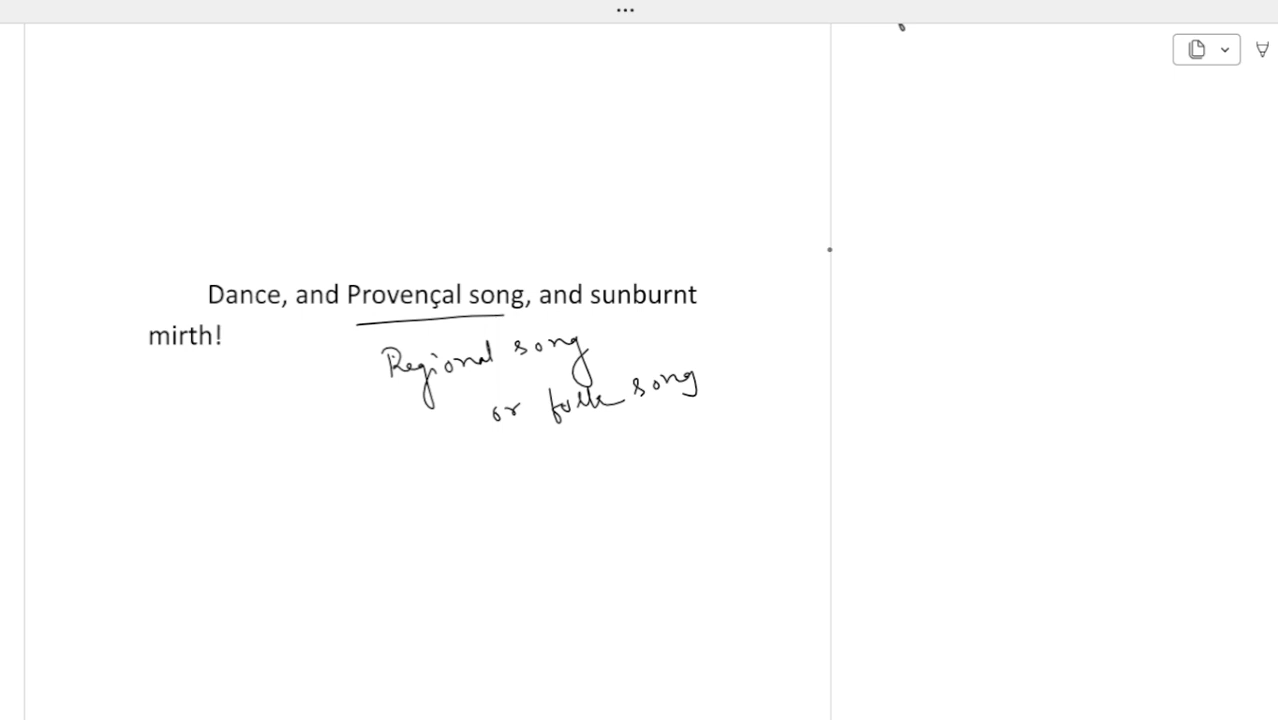 Dance, and Provençal song, and sunburnt
mirth!
Regional song
or folk song